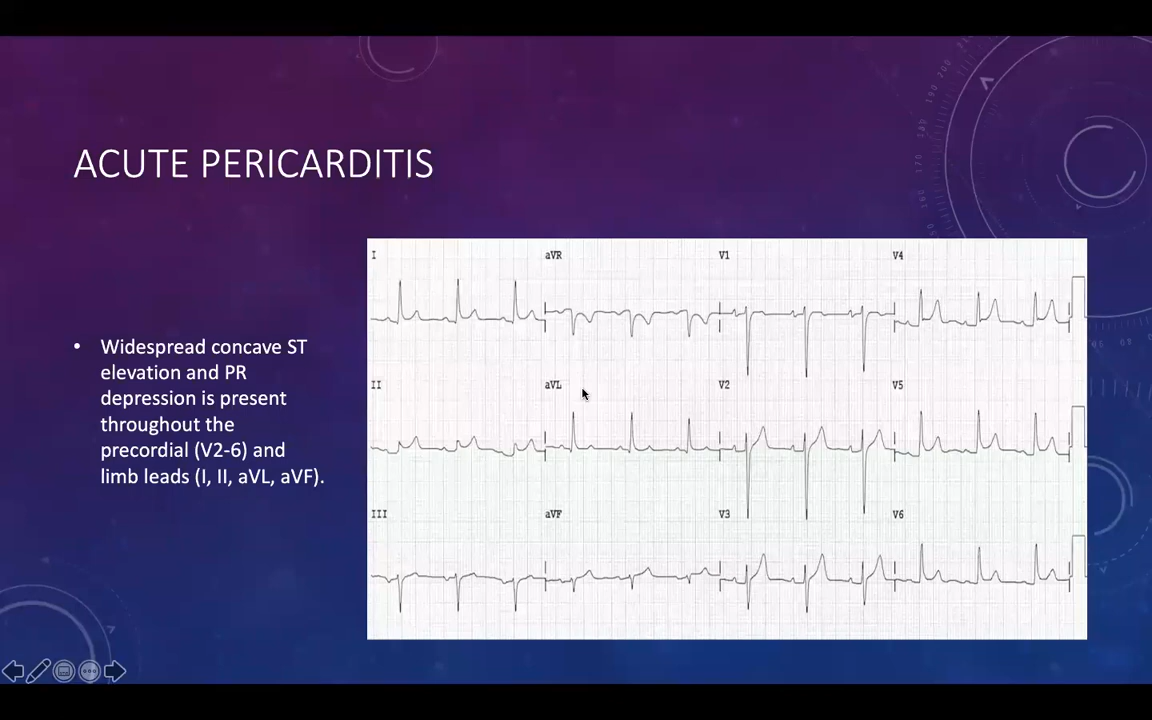 ACUTE PERICARDITIS
• Widespread concave ST
elevation and PR
depression is present
throughout the
precordial (V2-6) and
limb leads (I, II, aVL, aVF).
I aVR V1 V4
II aVL V2 V5
III aVF V3 V6